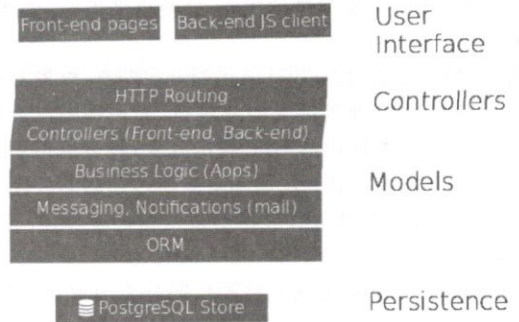 Front-end pages
Back-end JS client
User
Interface
HTTP Routing
Controllers
Controllers (Front-end, Back-end)
Business Logic (Apps)
Models
Messaging, Notifications (mail)
ORM
PostgreSQL Store
Persistence